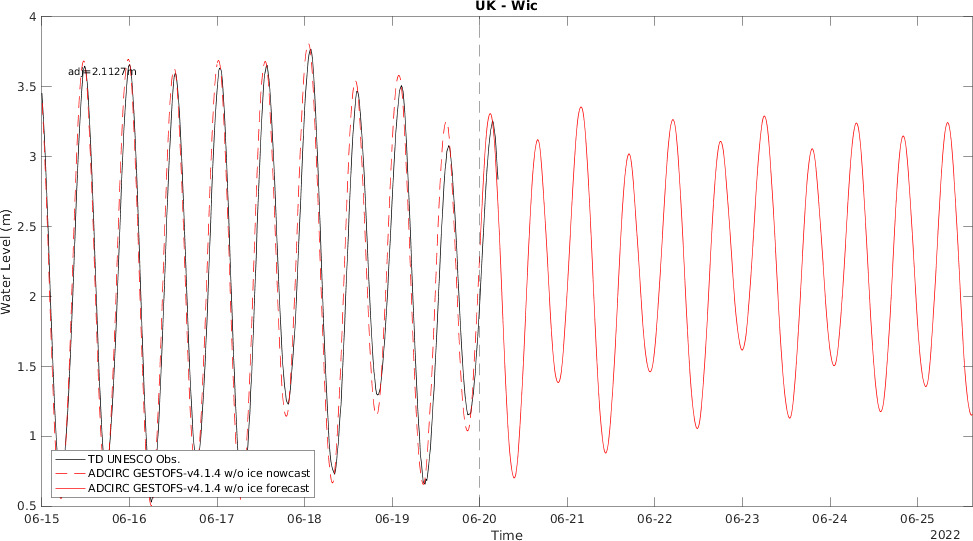 UK - Wic
4
3.5
3
2.5
2
1.5
1
0.5
Water Level (m)
adj=2.1127m
TD UNESCO Obs.
ADCIRC GESTOFS-v4.1.4 w/o ice nowcast
ADCIRC GESTOFS-v4.1.4 w/o ice forecast
06-15 06-16 06-17 06-18 06-19 06-20 06-21 06-22 06-23 06-24 06-25
Time
2022